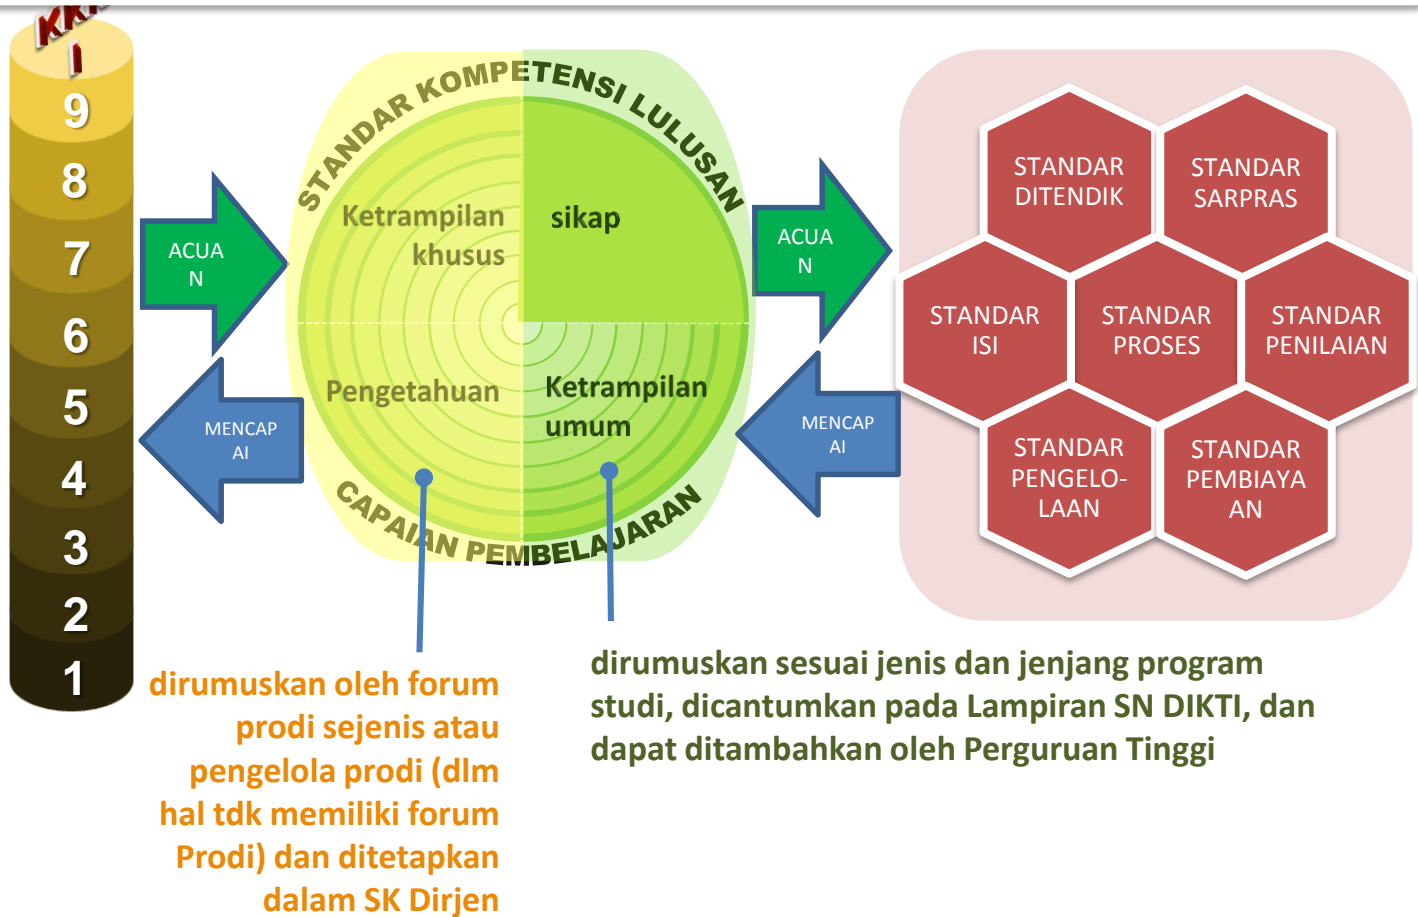 KKN
I
9
8
7
6
5
4
3
2
1
ACUA
N
MENCAP
AI
STANDAR KOMPETENSI LULUSAN
Ketrampilan
khusus
sikap
Pengetahuan
Ketrampilan
umum
CAPAIAN PEMBELAJARAN
ACUA
N
MENCAP
AI
STANDAR
DITENDIK
STANDAR
SARPRAS
STANDAR
ISI
STANDAR
PROSES
STANDAR
PENILAIAN
STANDAR
PENGELO-
LAAN
STANDAR
PEMBIAYA
AN
dirumuskan oleh forum
prodi sejenis atau
pengelola prodi (dlm
hal tdk memiliki forum
Prodi) dan ditetapkan
dalam SK Dirjen
dirumuskan sesuai jenis dan jenjang program
studi, dicantumkan pada Lampiran SN DIKTI, dan
dapat ditambahkan oleh Perguruan Tinggi